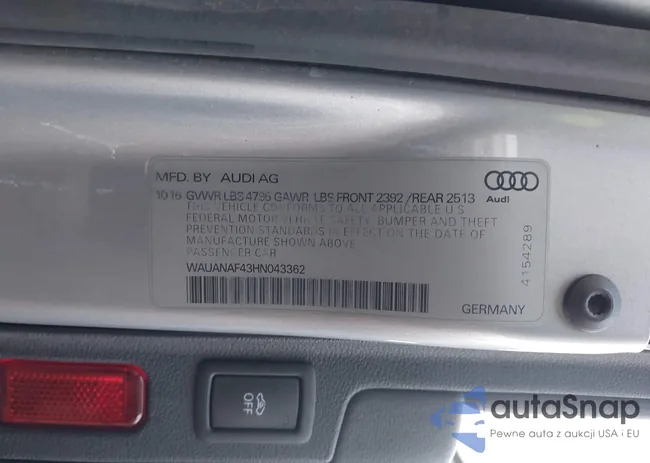 MFD. BY AUDI AG
10 16 GVWR LBS 4795 GAWR LBS FRONT 2392 / REAR 2513
THIS VEHICLE CONFORMS TO ALL APPLICABLE U.S.
FEDERAL MOTOR VEHICLE SAFETY, BUMPER AND THEFT
PREVENTION STANDARDS IN EFFECT ON THE DATE OF
MANUFACTURE SHOWN ABOVE.
PASSENGER CAR
WAUANAF43HN043362
Audi
4154289
GERMANY
OFF
autaSnap
Pewne auta z aukcji USA i EU